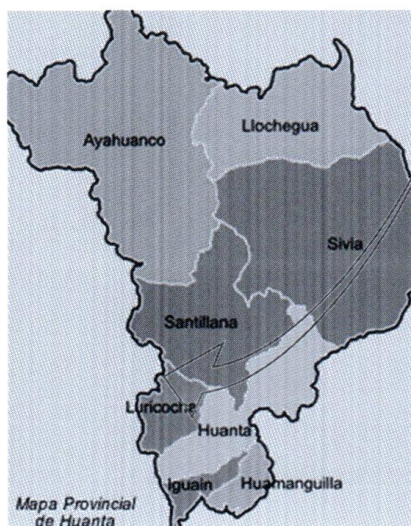 Llochegua
Ayahuanco
Sivia
Santillana
Luricocha
Huanta
Iguain
Huamanguilla
Mapa Provincial
de Huanta